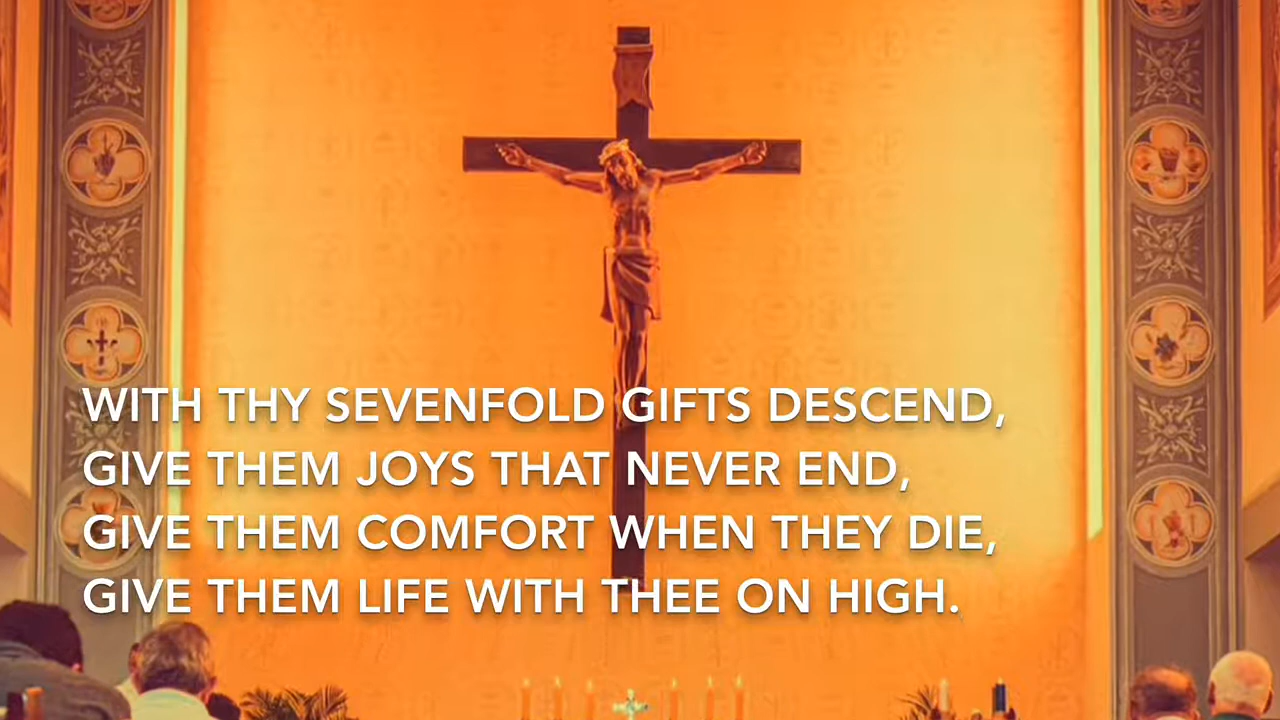 WITH THY SEVENFOLD GIFTS DESCEND,
GIVE THEM JOYS THAT NEVER END,
GIVE THEM COMFORT WHEN THEY DIE,
GIVE THEM LIFE WITH THEE ON HIGH.